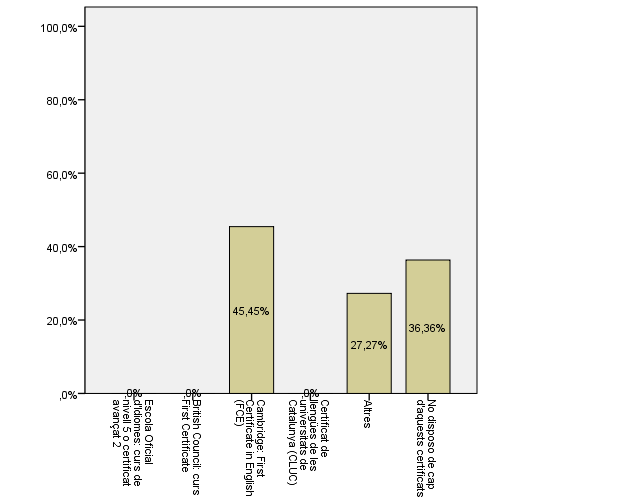 100,0%
80,0%
60,0%
40,0%
20,0%
,0%
45,45%
27,27%
36,36%
0%
0%
0%
Escola Oficial
d'Idiomes: curs de
nivell 5 o certificat
avançat 2
British Council: curs
First Certificate
Cambridge: First
Certificate in English
(FCE)
Certificat de
llengües de les
universitats de
Catalunya (CLUC)
Altres
No disposo de cap
d'aquests certificats